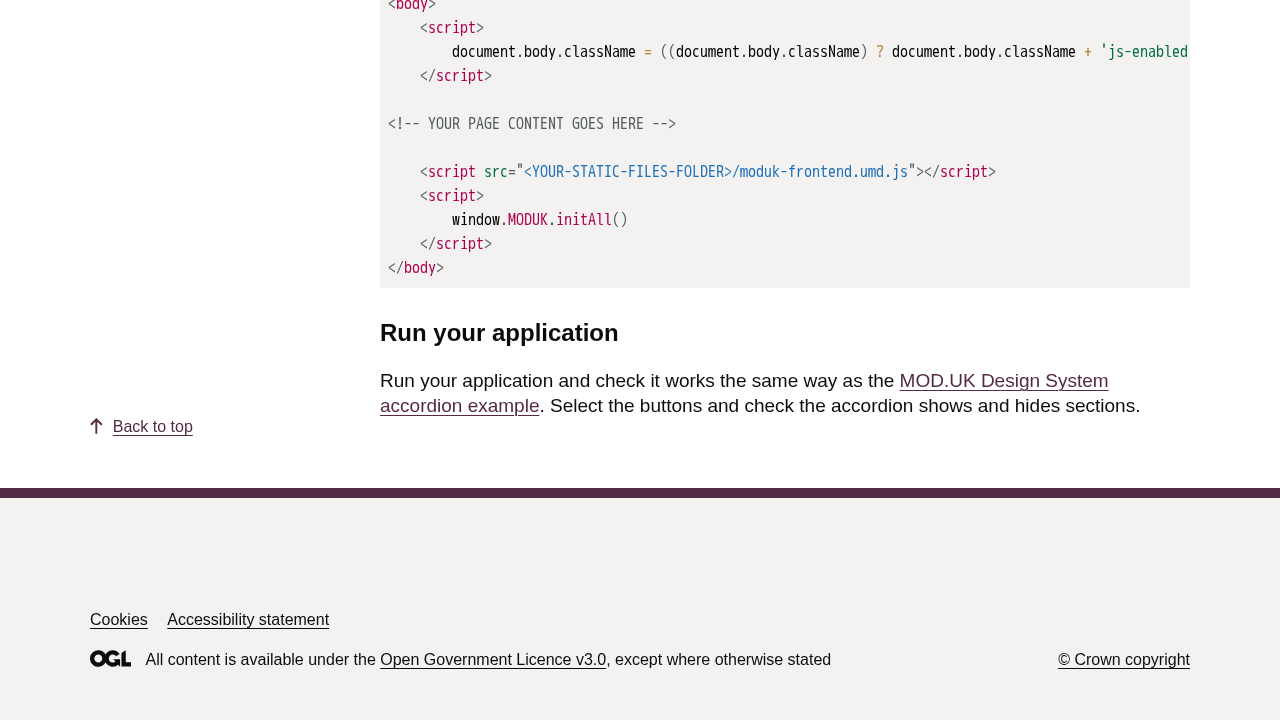 <body>
<script>
document.body.className = ((document.body.className) ? document.body.className + 'js-enabled
</script>
<!-- YOUR PAGE CONTENT GOES HERE -->
<script src="<YOUR-STATIC-FILES-FOLDER>/moduk-frontend.umd.js"></script>
<script>
window.MODUK.initAll()
</script>
</body>
Run your application
Run your application and check it works the same way as the MOD.UK Design System
accordion example. Select the buttons and check the accordion shows and hides sections.
Back to top
Cookies Accessibility statement
OGL All content is available under the Open Government Licence v3.0, except where otherwise stated © Crown copyright